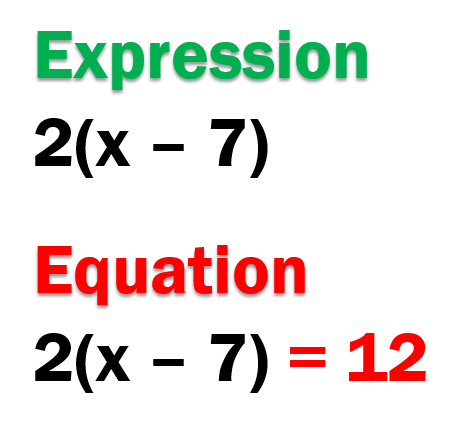 Expression
2(x – 7)
Equation
2(x – 7) = 12